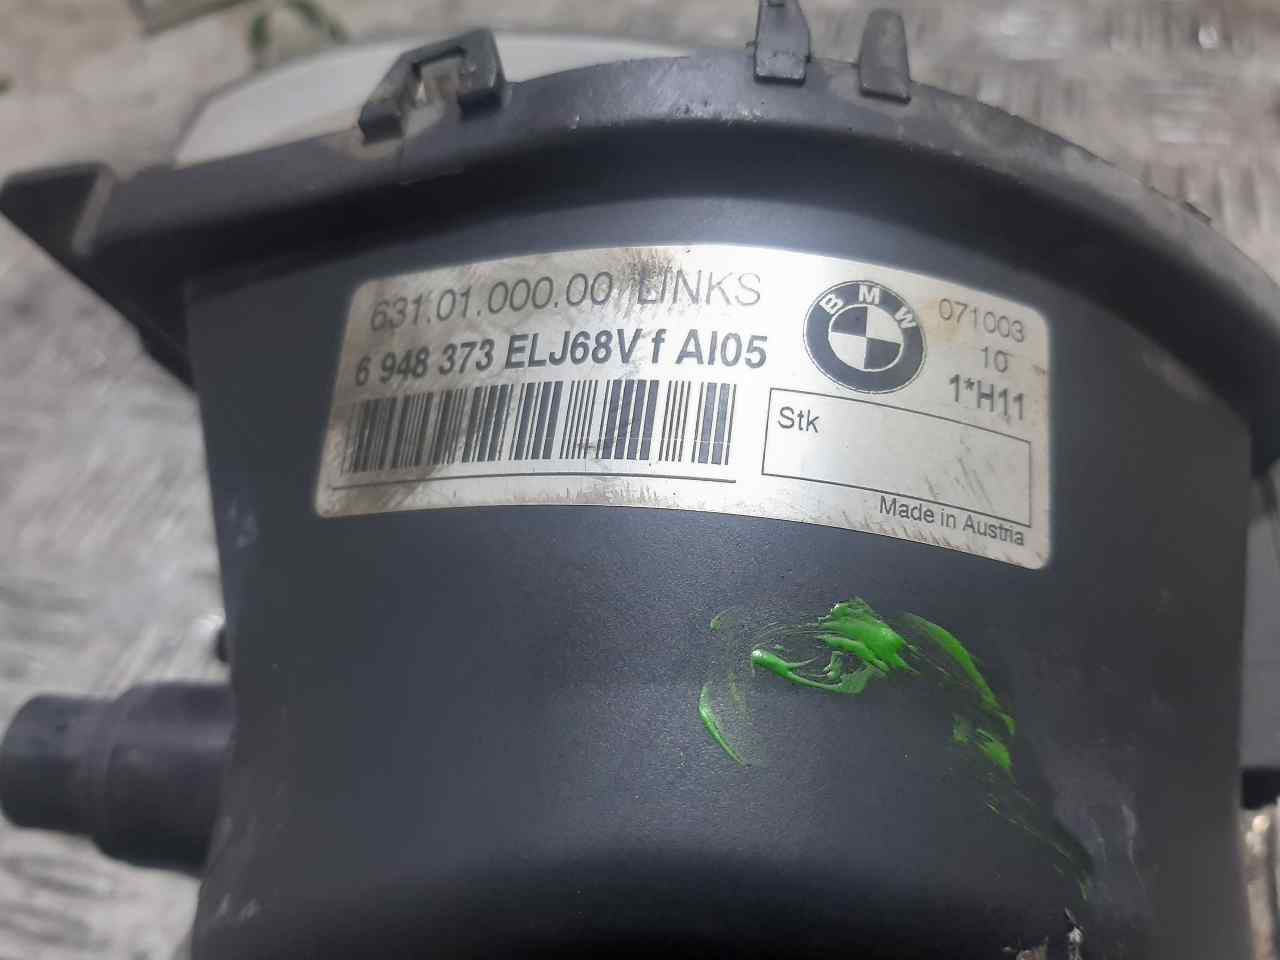 631.01.000.00 LINKS
6 948 373 ELJ68V f AI05
BMW
071003
10
1*H11
Stk
Made in Austria